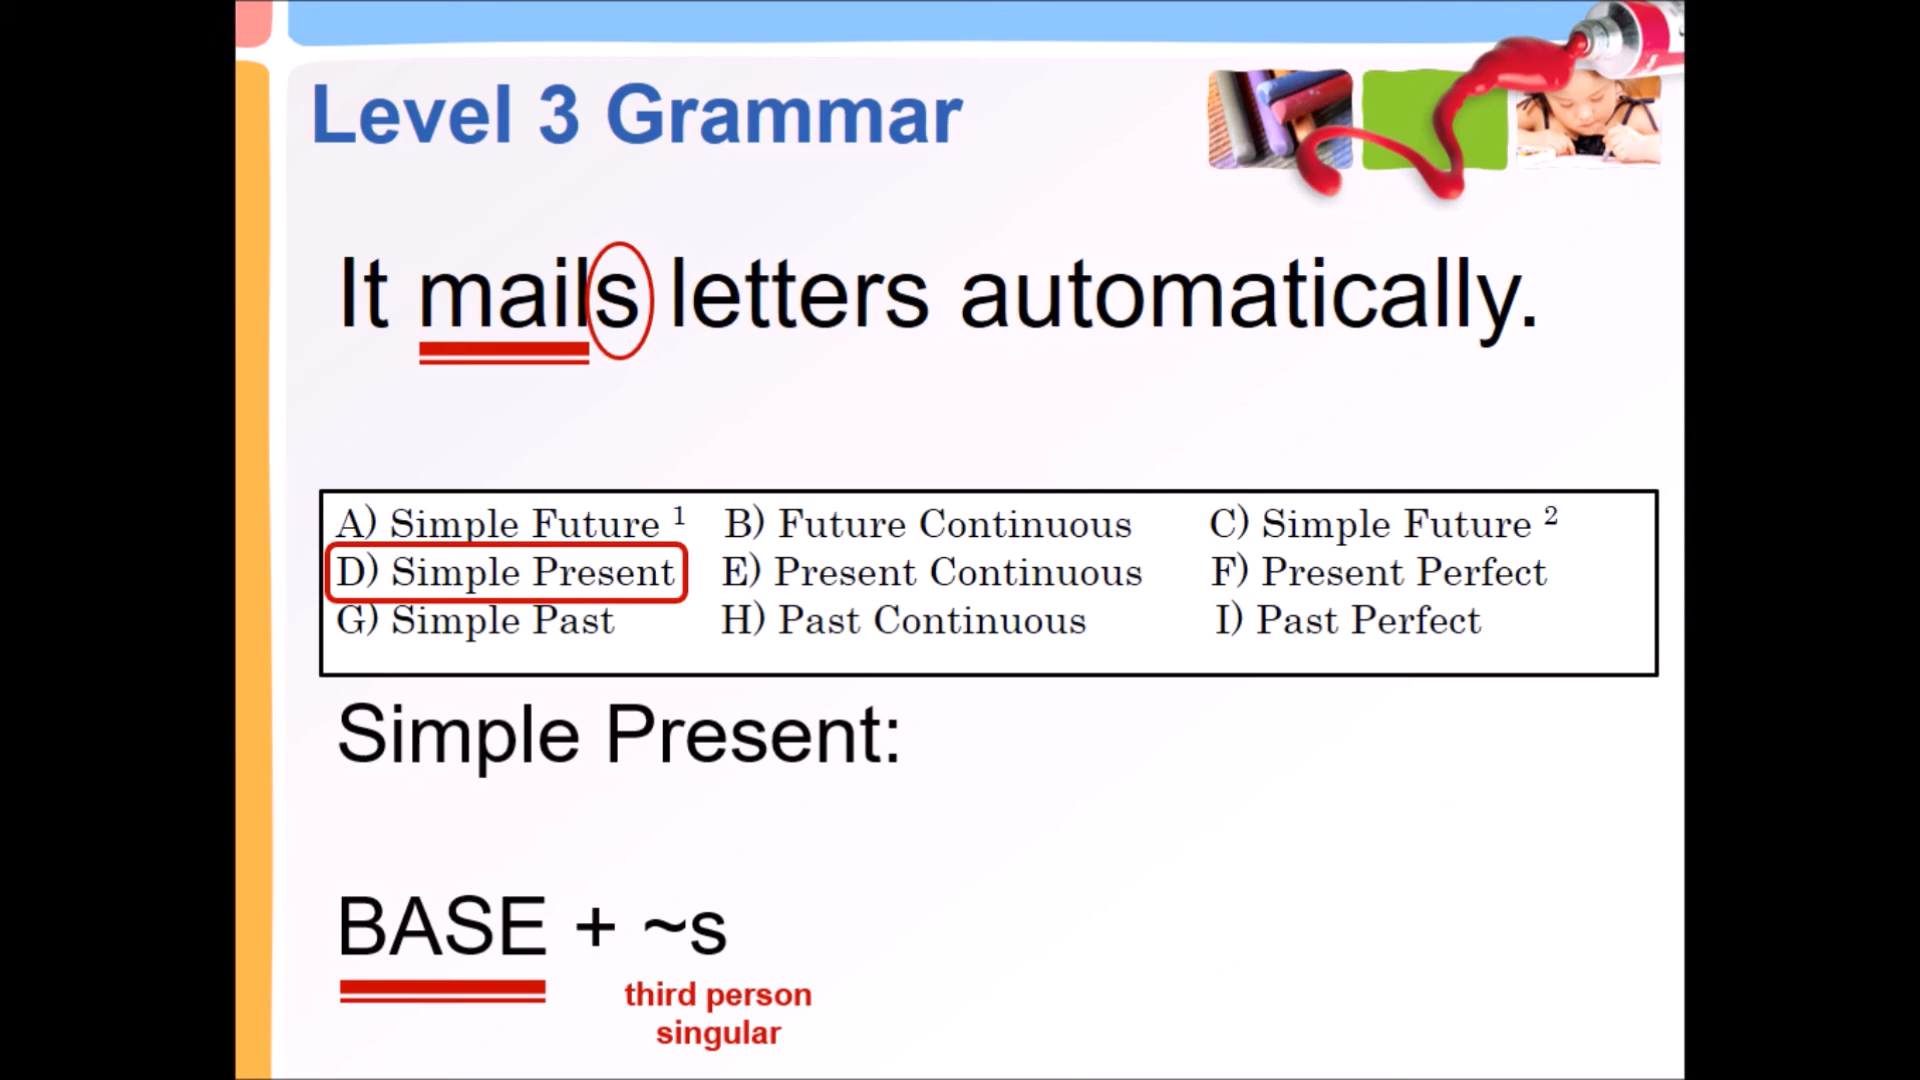 Level 3 Grammar
It mails letters automatically.
A) Simple Future ¹ B) Future Continuous C) Simple Future ²
D) Simple Present E) Present Continuous F) Present Perfect
G) Simple Past H) Past Continuous I) Past Perfect
Simple Present:
BASE + ~s
third person
singular